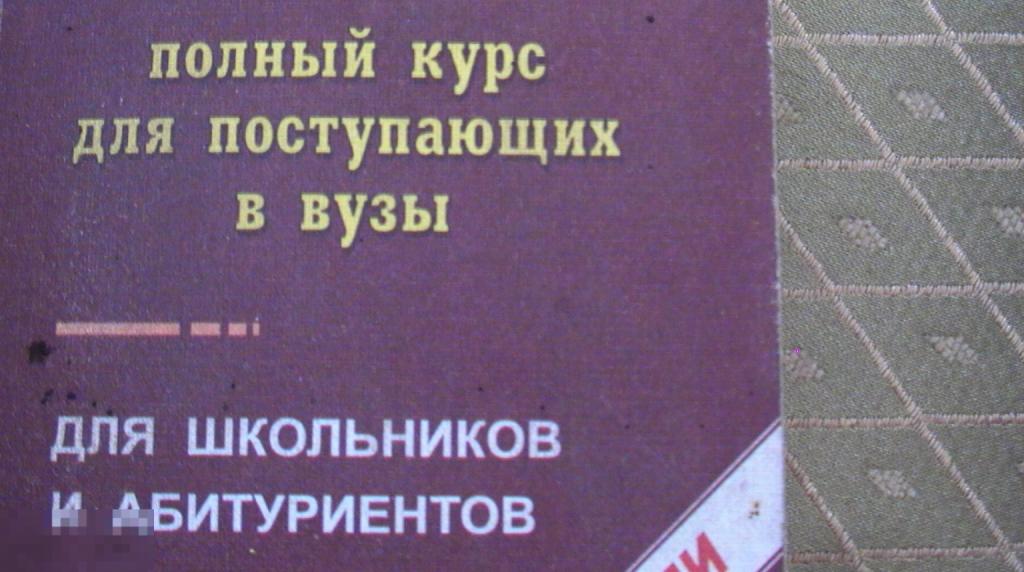 полный курс
для поступающих
в вузы
ДЛЯ ШКОЛЬНИКОВ
И АБИТУРИЕНТОВ